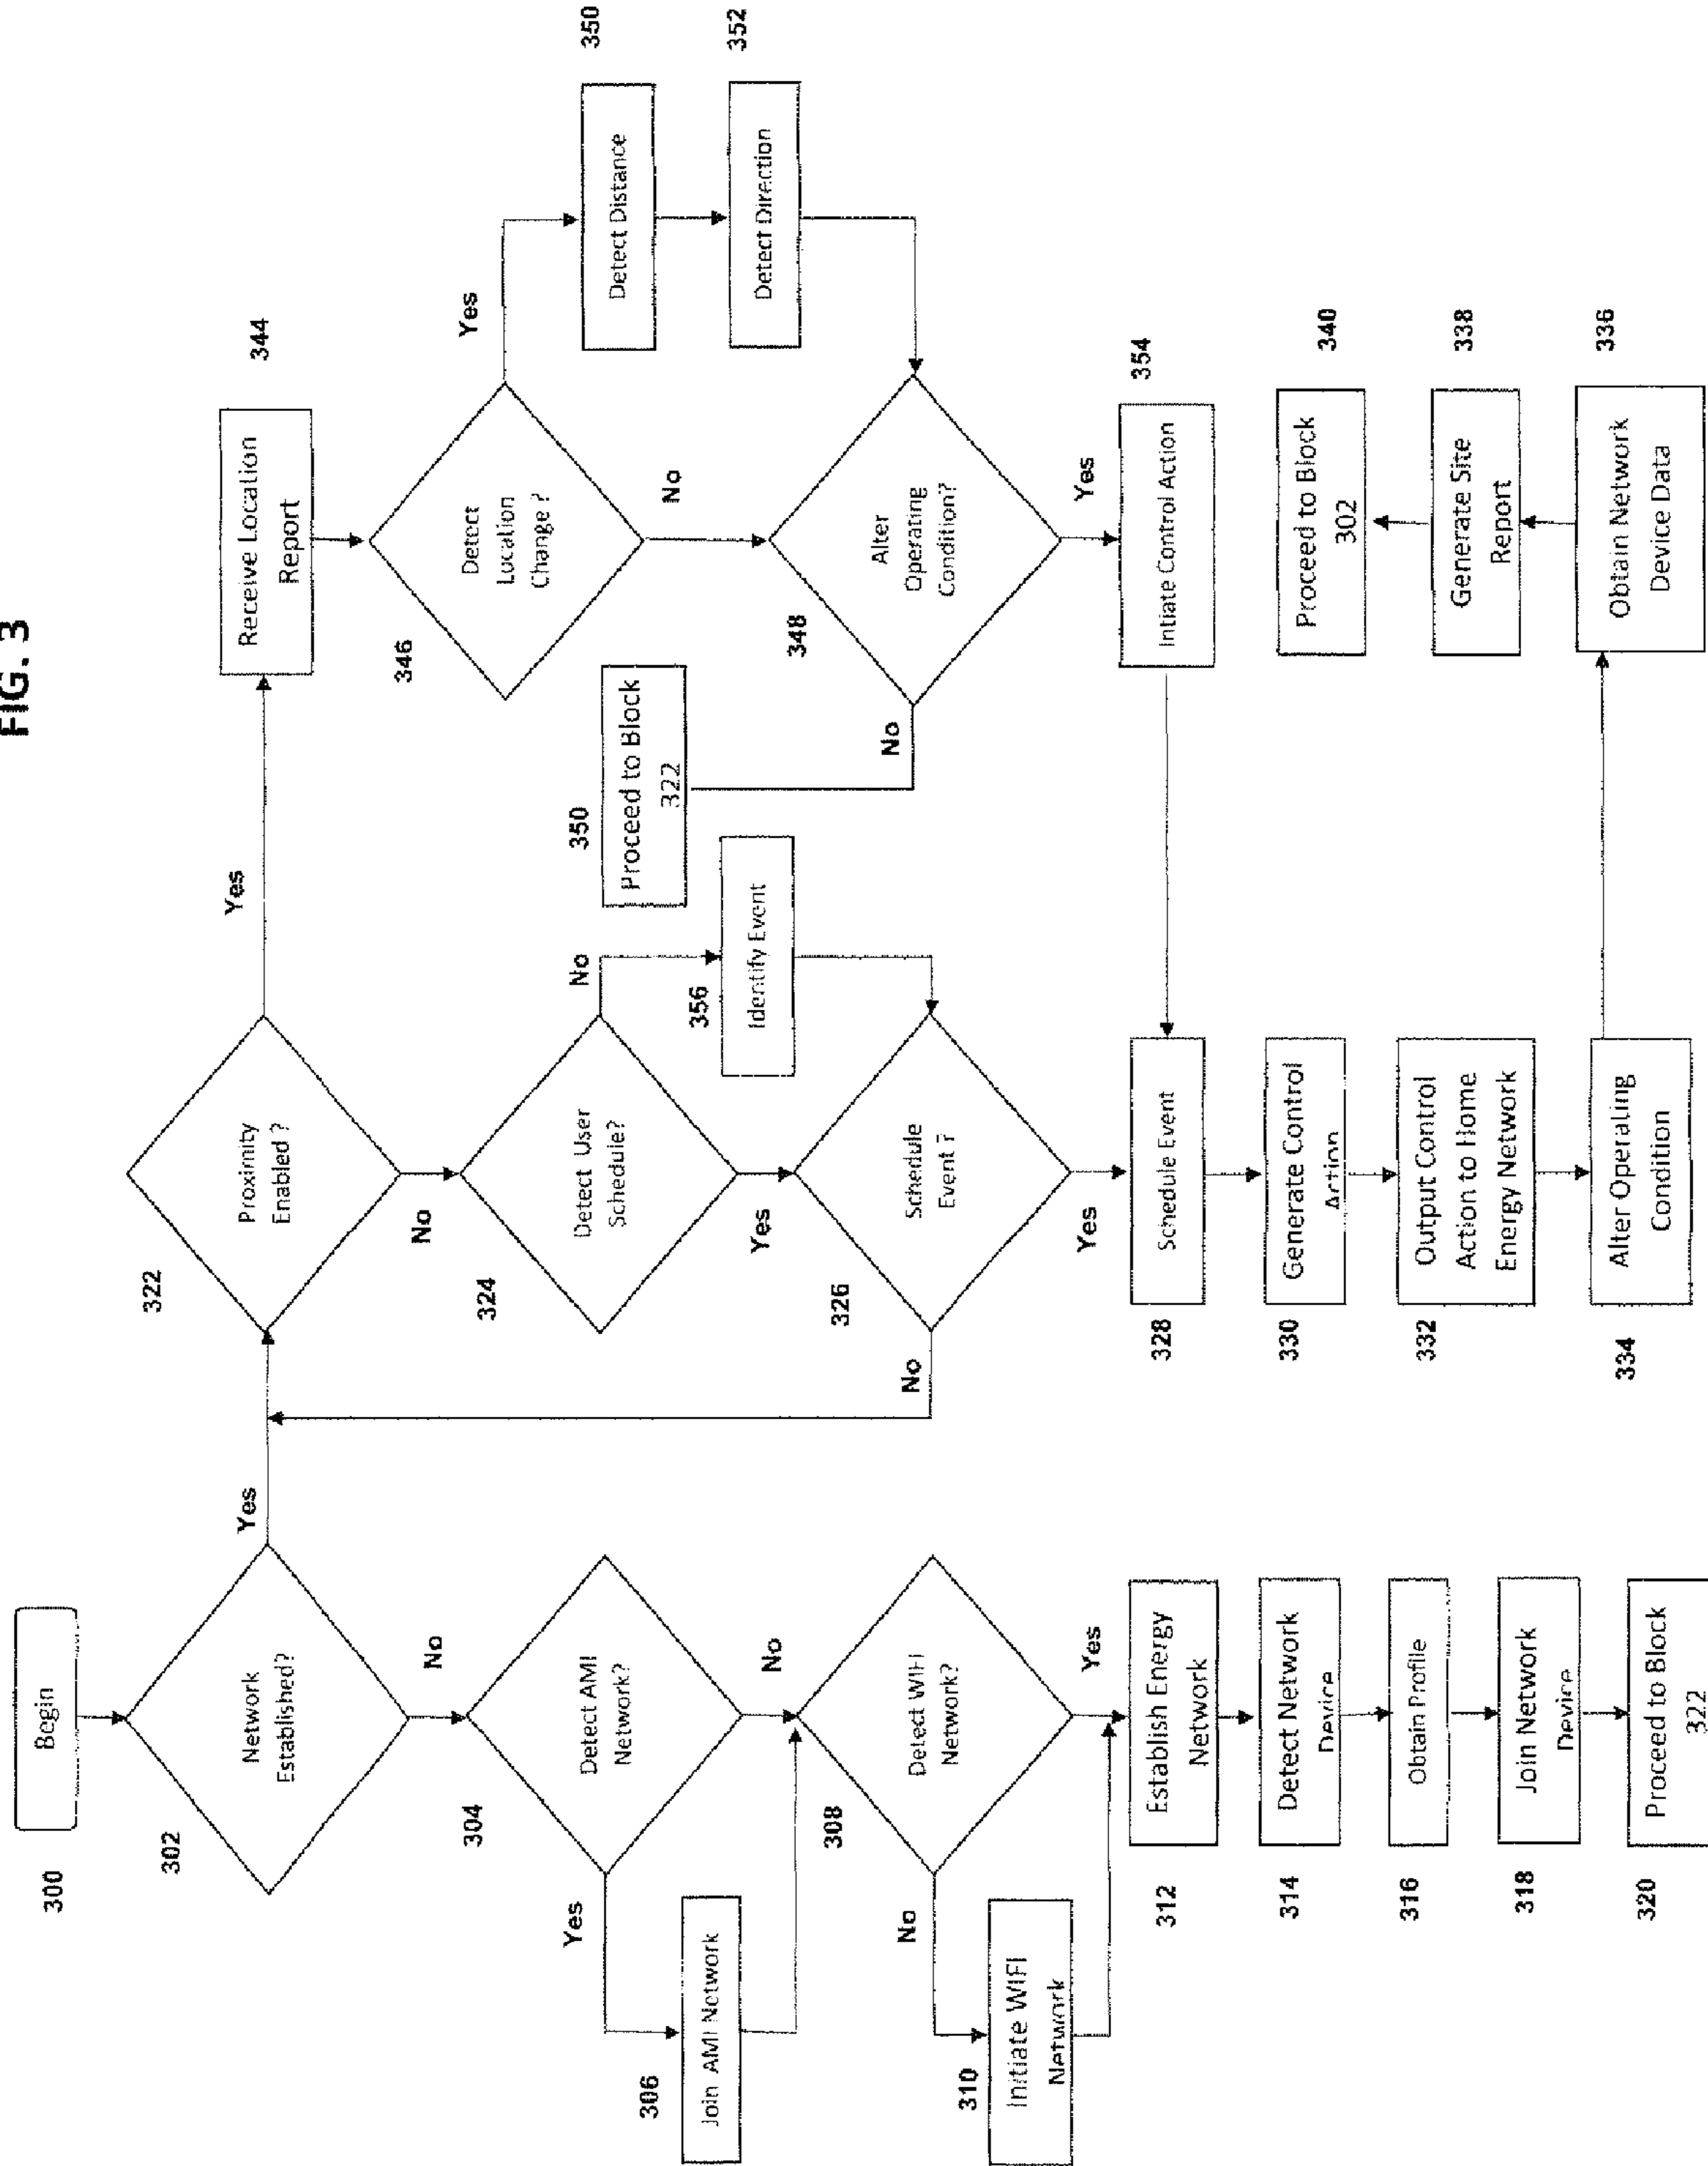 FIG. 3
300
Begin
302
Network
Established?
Yes
No
304
Detect AMI
Network?
Yes
No
306
Join AMI Network
308
Detect WIFI
Network?
No
Yes
310
Initiate WIFI
Network
312
Establish Energy
Network
314
Detect Network
Device
316
Obtain Profile
318
Join Network
Device
320
Proceed to Block
322
322
Proximity
Enabled ?
Yes
No
324
Detect User
Schedule?
No
Yes
356
Identify Event
326
Schedule
Event ?
No
Yes
328
Schedule Event
330
Generate Control
Action
332
Output Control
Action to Home
Energy Network
334
Alter Operating
Condition
344
Receive Location
Report
346
Detect
Location
Change ?
Yes
No
350
Detect Distance
352
Detect Direction
348
Alter
Operating
Condition?
No
Yes
350
Proceed to Block
322
354
Intiate Control Action
340
Proceed to Block
302
338
Generate Site
Report
336
Obtain Network
Device Data